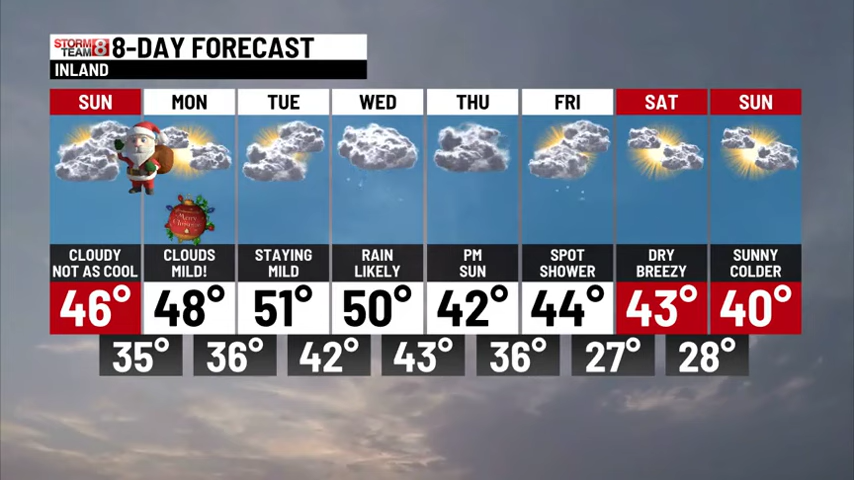 STORM TEAM 8 8-DAY FORECAST
INLAND
SUN MON TUE WED THU FRI SAT SUN
Merry
Christmas
CLOUDY CLOUDS STAYING RAIN PM SPOT DRY SUNNY
NOT AS COOL MILD! MILD LIKELY SUN SHOWER BREEZY COLDER
46° 48° 51° 50° 42° 44° 43° 40°
35° 36° 42° 43° 36° 27° 28°